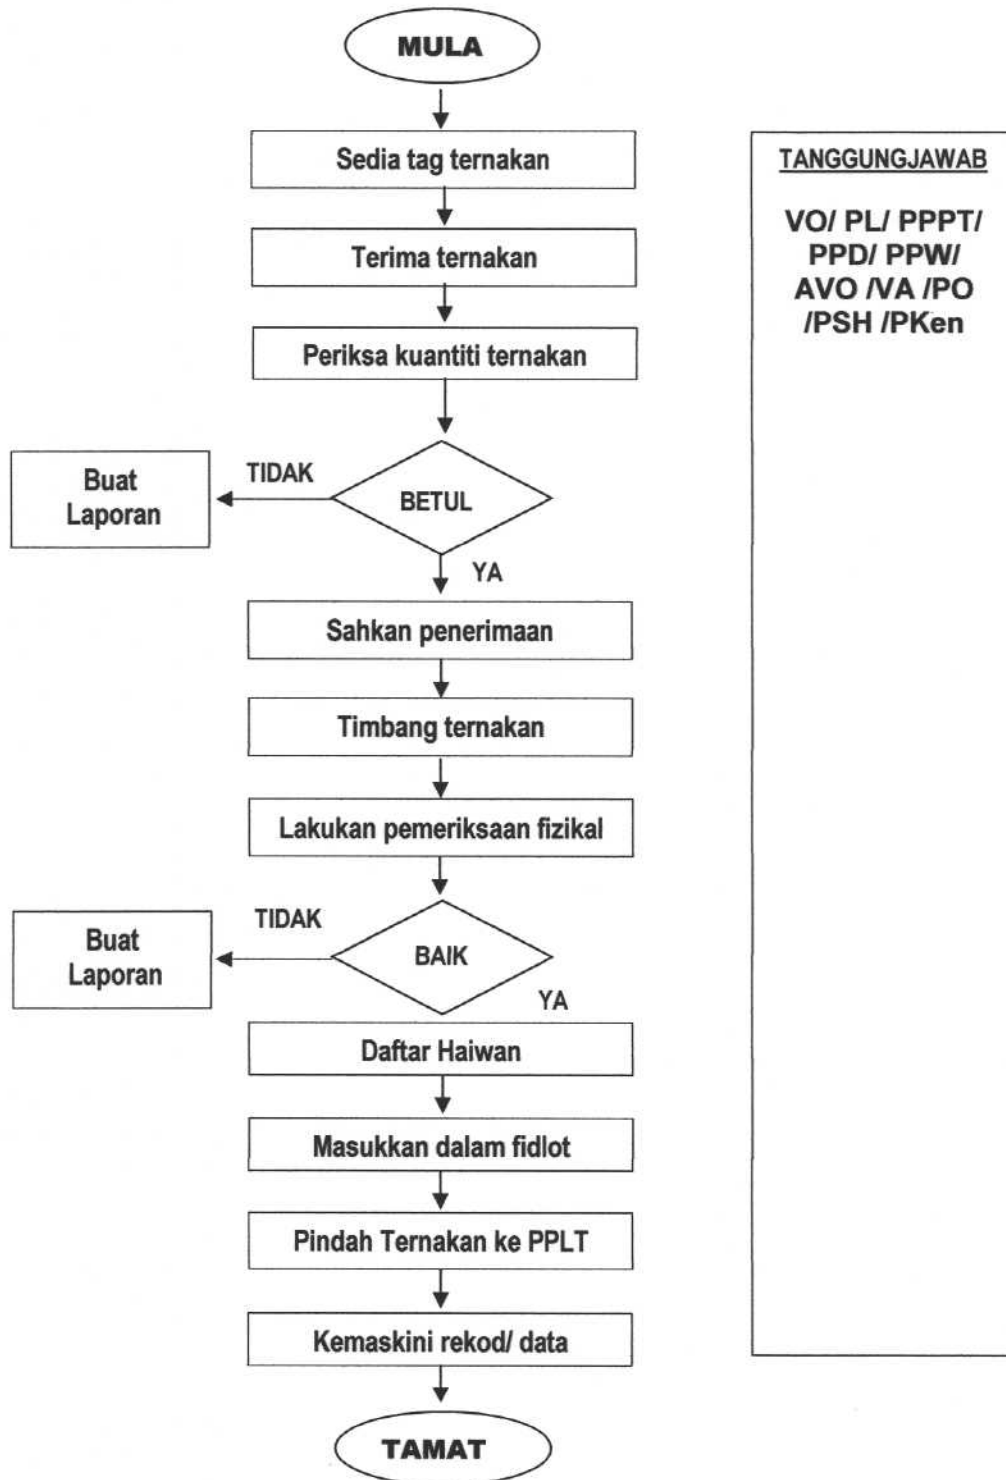 MULA
Sedia tag ternakan
Terima ternakan
Periksa kuantiti ternakan
BETUL
TIDAK
Buat
Laporan
YA
Sahkan penerimaan
Timbang ternakan
Lakukan pemeriksaan fizikal
BAIK
TIDAK
Buat
Laporan
YA
Daftar Haiwan
Masukkan dalam fidlot
Pindah Ternakan ke PPLT
Kemaskini rekod/ data
TAMAT
TANGGUNGJAWAB
VO/ PL/ PPPT/
PPD/ PPW/
AVO /VA /PO
/PSH /PKen